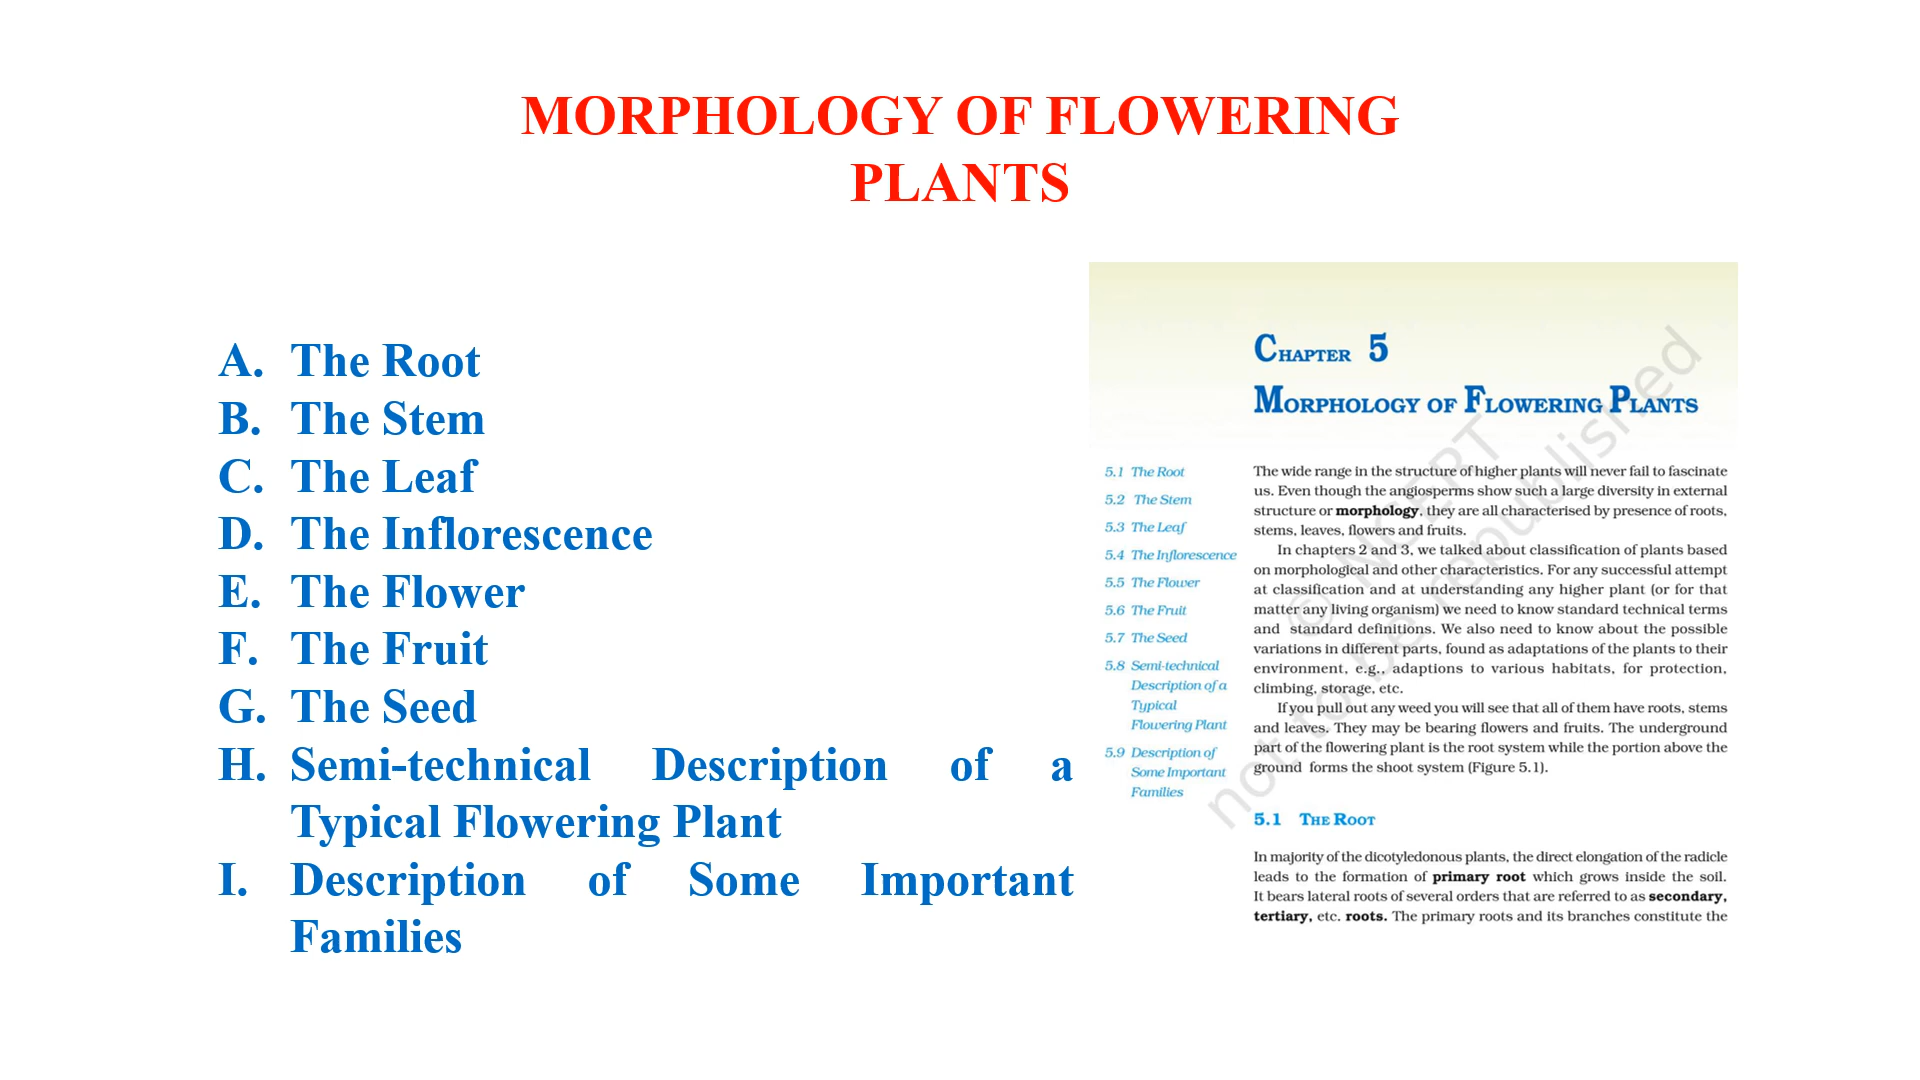 MORPHOLOGY OF FLOWERING
PLANTS
A. The Root
B. The Stem
C. The Leaf
D. The Inflorescence
E. The Flower
F. The Fruit
G. The Seed
H. Semi-technical Description of a
Typical Flowering Plant
I. Description of Some Important
Families
CHAPTER 5
MORPHOLOGY OF FLOWERING PLANTS
5.1 The Root
5.2 The Stem
5.3 The Leaf
5.4 The Inflorescence
5.5 The Flower
5.6 The Fruit
5.7 The Seed
5.8 Semi-technical
Description of a
Typical
Flowering Plant
5.9 Description of
Some Important
Families
The wide range in the structure of higher plants will never fail to fascinate
us. Even though the angiosperms show such a large diversity in external
structure or morphology, they are all characterised by presence of roots,
stems, leaves, flowers and fruits.
In chapters 2 and 3, we talked about classification of plants based
on morphological and other characteristics. For any successful attempt
at classification and at understanding any higher plant (or for that
matter any living organism) we need to know standard technical terms
and standard definitions. We also need to know about the possible
variations in different parts, found as adaptations of the plants to their
environment, e.g., adaptions to various habitats, for protection,
climbing, storage, etc.
If you pull out any weed you will see that all of them have roots, stems
and leaves. They may be bearing flowers and fruits. The underground
part of the flowering plant is the root system while the portion above the
ground forms the shoot system (Figure 5.1).
5.1 THE ROOT
In majority of the dicotyledonous plants, the direct elongation of the radicle
leads to the formation of primary root which grows inside the soil.
It bears lateral roots of several orders that are referred to as secondary,
tertiary, etc. roots. The primary roots and its branches constitute the
© NCERT
not to be republished